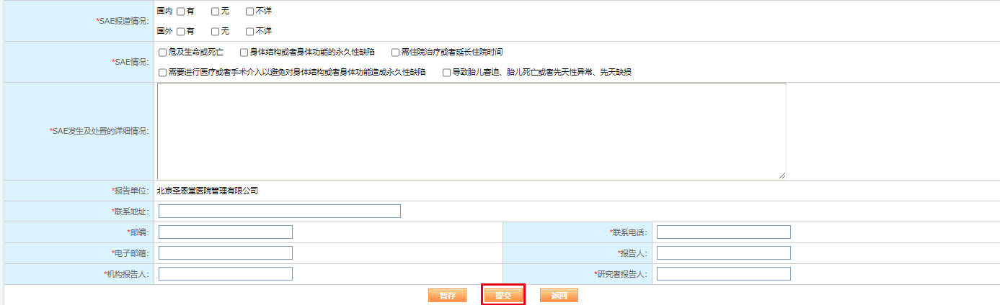 *SAE报道情况：
国内 有 无 不详
国外 有 无 不详
*SAE情况：
危及生命或死亡 身体结构或者身体功能的永久性缺陷 需住院治疗或者延长住院时间
需要进行医疗或者手术介入以避免对身体结构或者身体功能造成永久性缺陷 导致胎儿窘迫、胎儿死亡或者先天性异常、先天缺损
*SAE发生及处置的详细情况：
*报告单位： 北京圣恩堂医院管理有限公司
*联系地址：
*邮编： *联系电话：
*电子邮箱： *报告人：
*机构报告人： *研究者报告人：
暂存 提交 返回